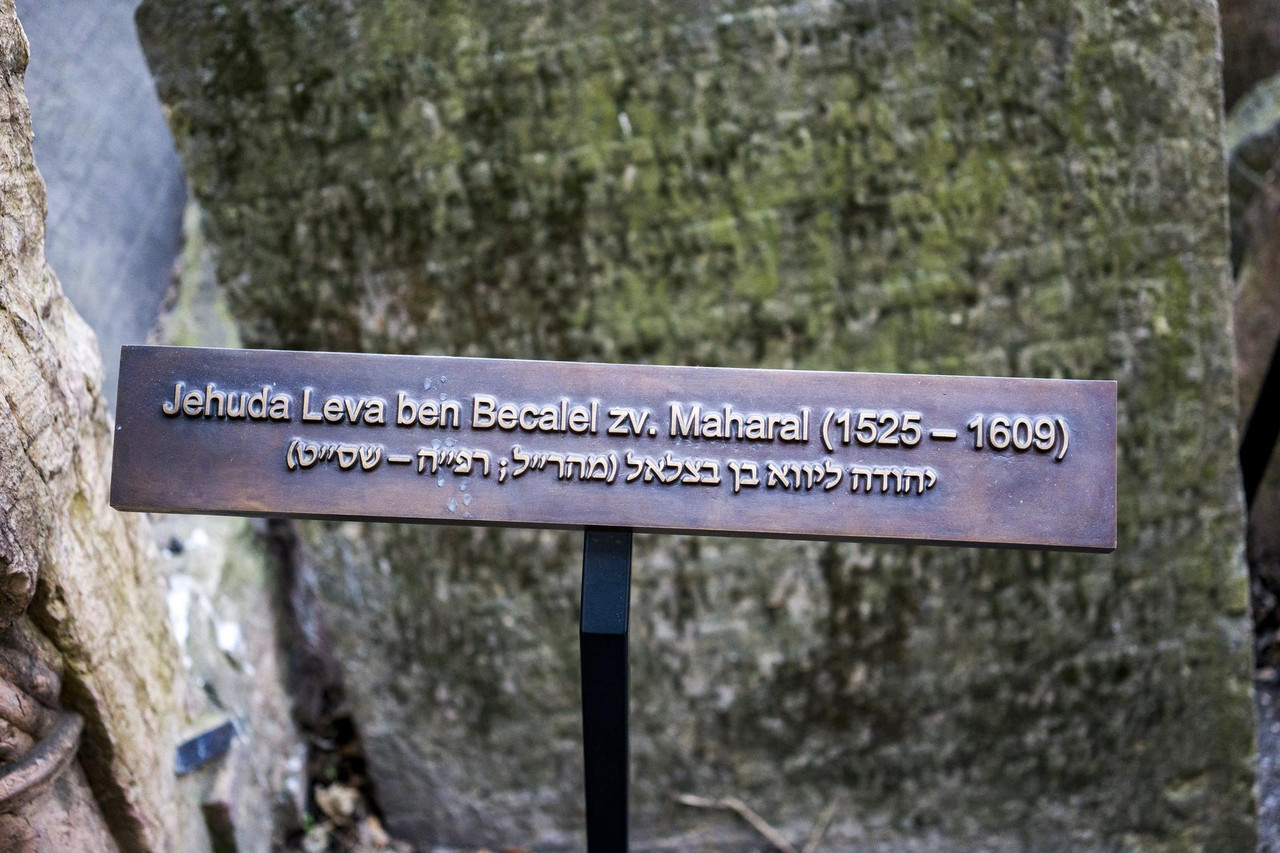 Jehuda Leva ben Becalel zv. Maharal (1525 – 1609)
יהודה ליווא בן בצלאל (מהר״ל; רפ״ה – שס״ט)